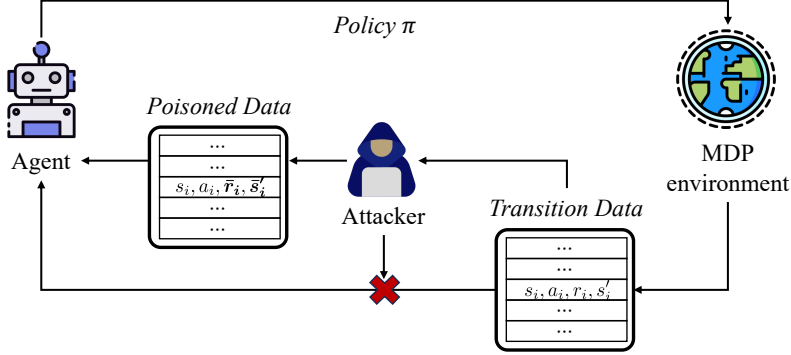 Policy π
Poisoned Data
...
...
s_i, a_i, r̄_i, s̄'_i
...
...
Agent
Attacker
MDP
environment
Transition Data
...
...
s_i, a_i, r_i, s'_i
...
...